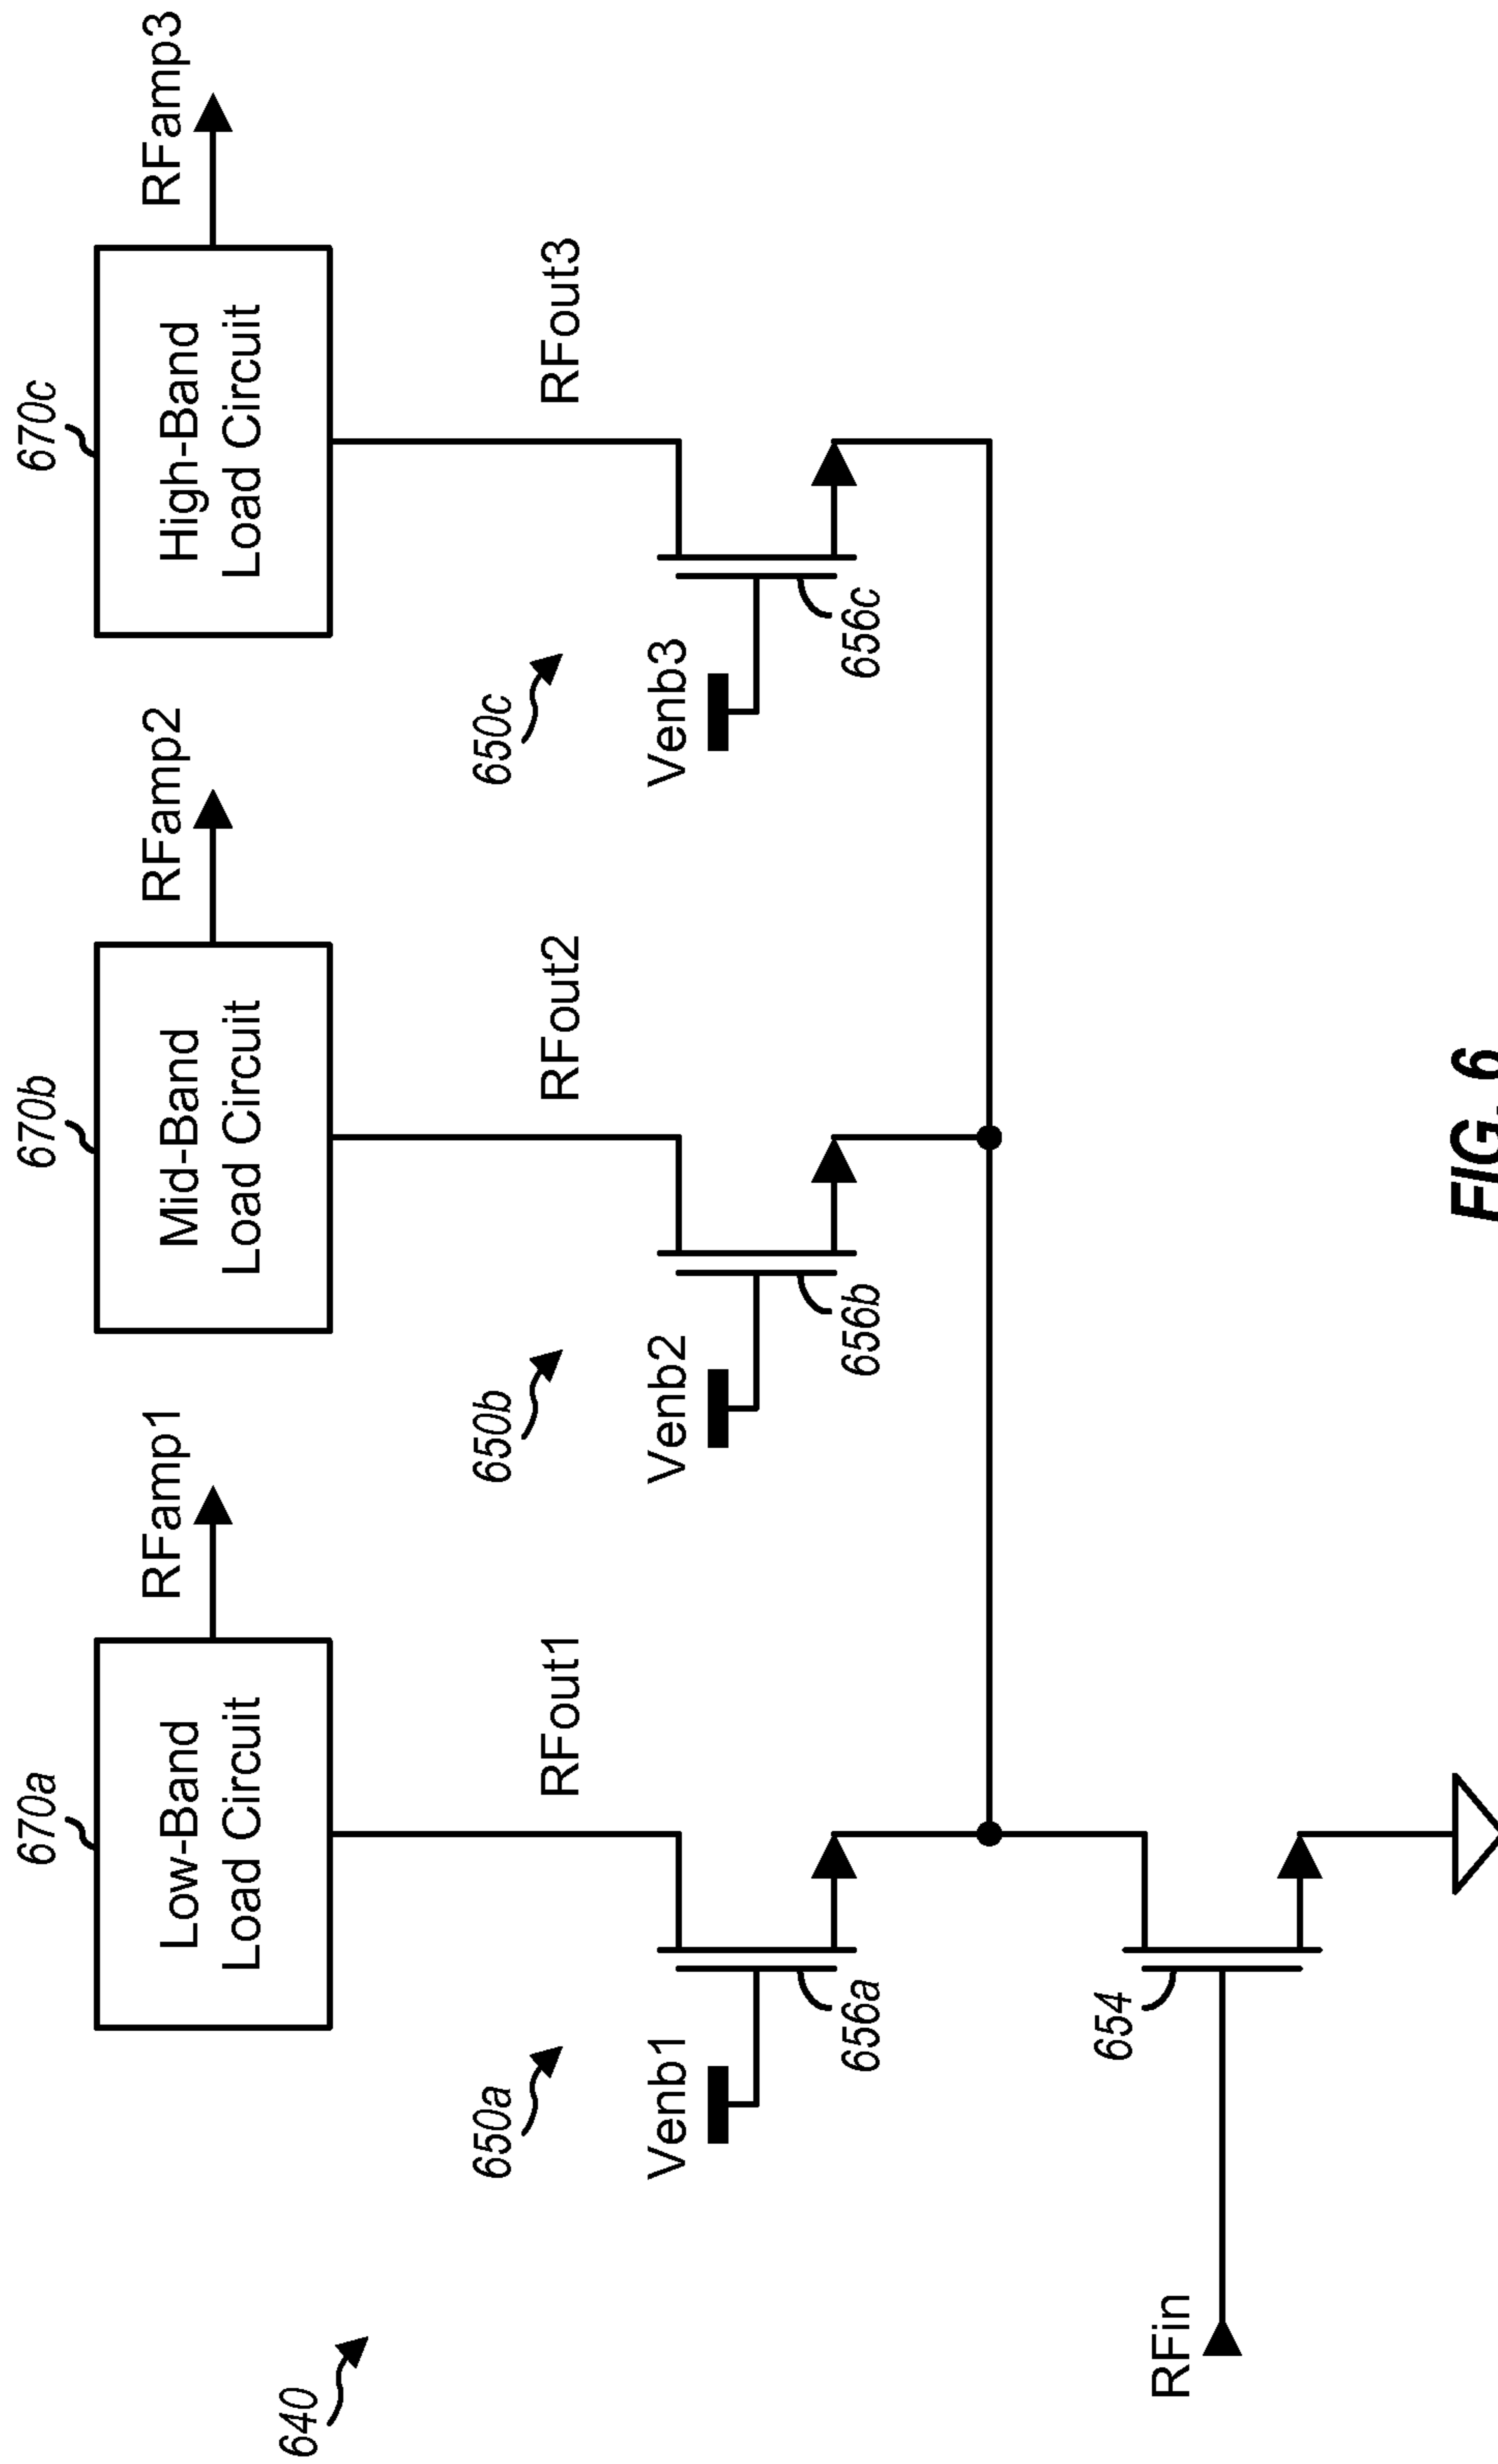 640
670a
Low-Band
Load Circuit
RFamp1
670b
Mid-Band
Load Circuit
RFamp2
670c
High-Band
Load Circuit
RFamp3
650a
RFout1
650b
RFout2
650c
RFout3
Venb1
656a
Venb2
656b
Venb3
656c
654
RFin
FIG. 6